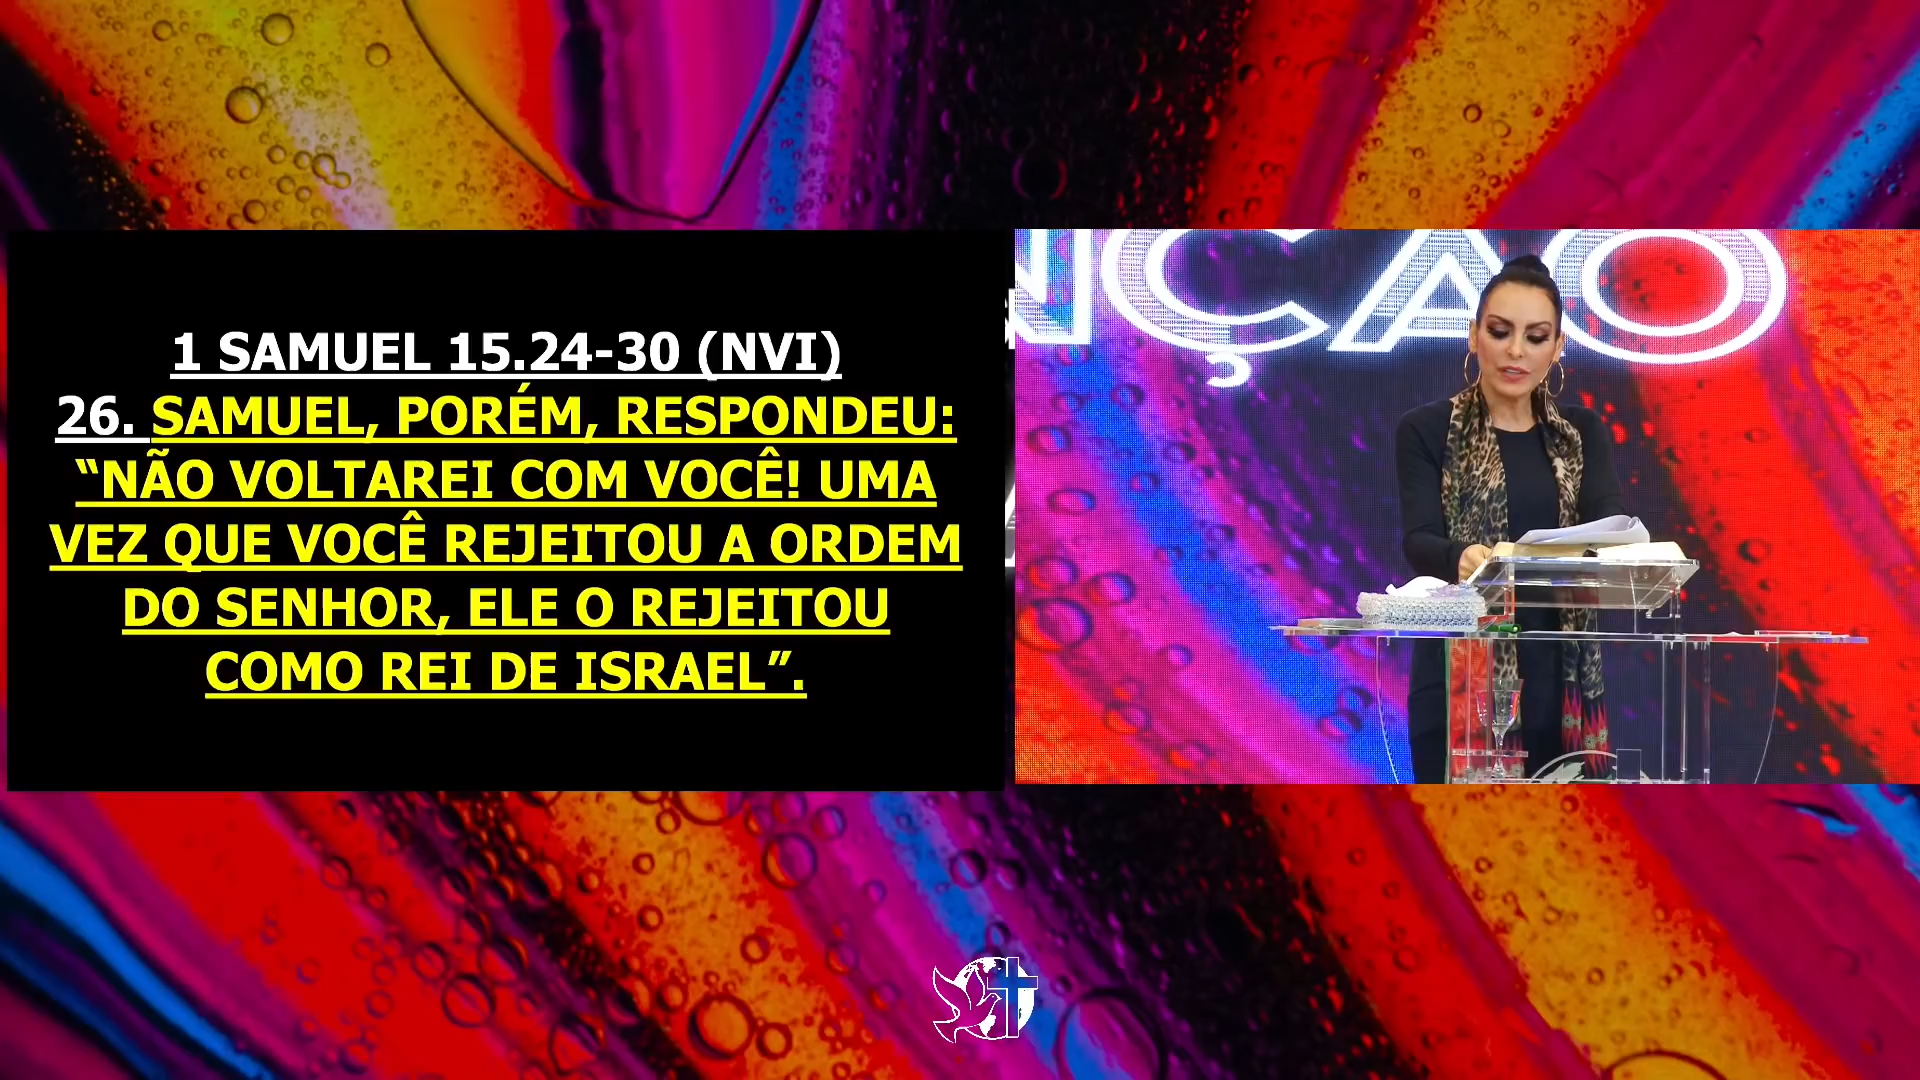 1 SAMUEL 15.24-30 (NVI)
26. SAMUEL, PORÉM, RESPONDEU:
“NÃO VOLTAREI COM VOCÊ! UMA
VEZ QUE VOCÊ REJEITOU A ORDEM
DO SENHOR, ELE O REJEITOU
COMO REI DE ISRAEL”.
NÇÃO